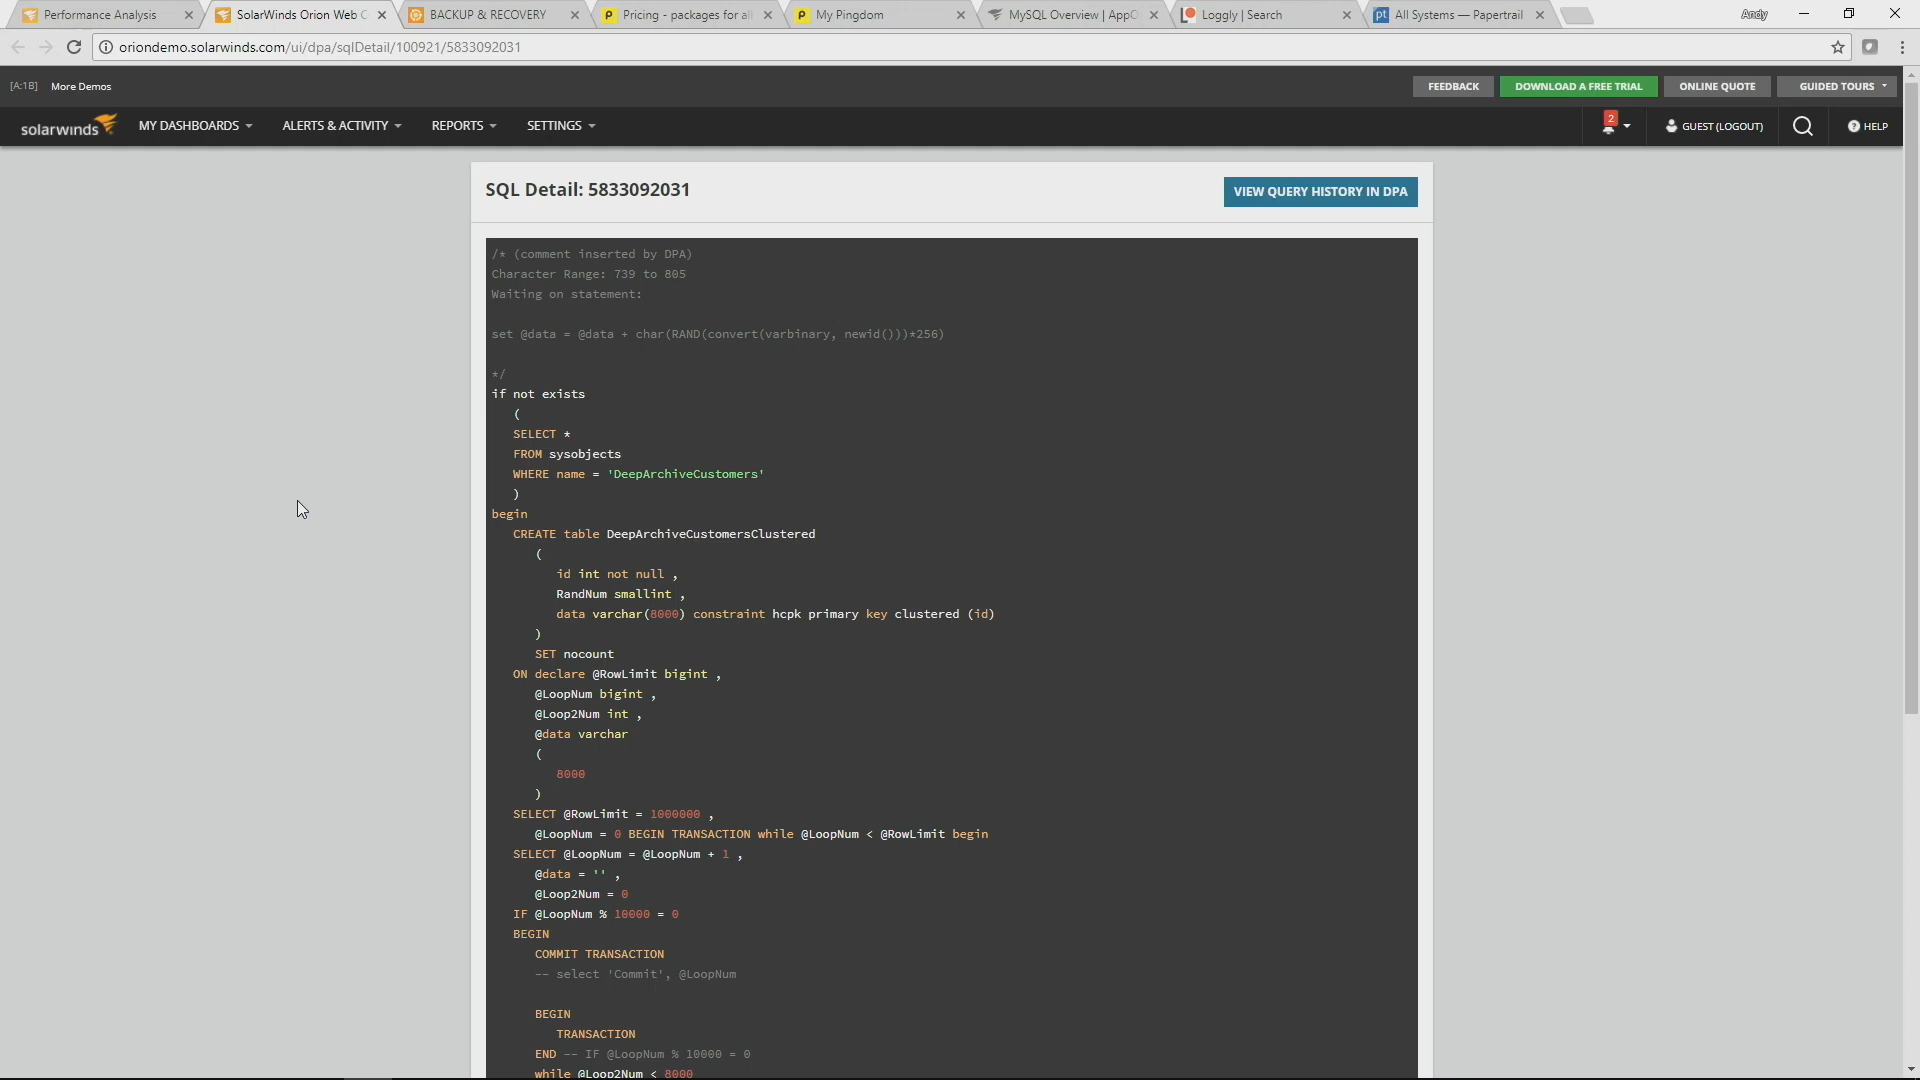 Performance Analysis
SolarWinds Orion Web C
BACKUP & RECOVERY
Pricing - packages for all
My Pingdom
MySQL Overview | AppO
Loggly | Search
All Systems — Papertrail
Andy
oriondemo.solarwinds.com/ui/dpa/sqlDetail/100921/5833092031
[A:1B] More Demos
FEEDBACK
DOWNLOAD A FREE TRIAL
ONLINE QUOTE
GUIDED TOURS
solarwinds
MY DASHBOARDS
ALERTS & ACTIVITY
REPORTS
SETTINGS
2
GUEST (LOGOUT)
HELP
SQL Detail: 5833092031
VIEW QUERY HISTORY IN DPA
/* (comment inserted by DPA)
Character Range: 739 to 805
Waiting on statement:
set @data = @data + char(RAND(convert(varbinary, newid()))*256)
*/
if not exists
(
SELECT *
FROM sysobjects
WHERE name = 'DeepArchiveCustomers'
)
begin
CREATE table DeepArchiveCustomersClustered
(
id int not null ,
RandNum smallint ,
data varchar(8000) constraint hcpk primary key clustered (id)
)
SET nocount
ON declare @RowLimit bigint ,
@LoopNum bigint ,
@Loop2Num int ,
@data varchar
(
8000
)
SELECT @RowLimit = 1000000 ,
@LoopNum = 0 BEGIN TRANSACTION while @LoopNum < @RowLimit begin
SELECT @LoopNum = @LoopNum + 1 ,
@data = '' ,
@Loop2Num = 0
IF @LoopNum % 10000 = 0
BEGIN
COMMIT TRANSACTION
-- select 'Commit', @LoopNum
BEGIN
TRANSACTION
END -- IF @LoopNum % 10000 = 0
while @Loop2Num < 8000